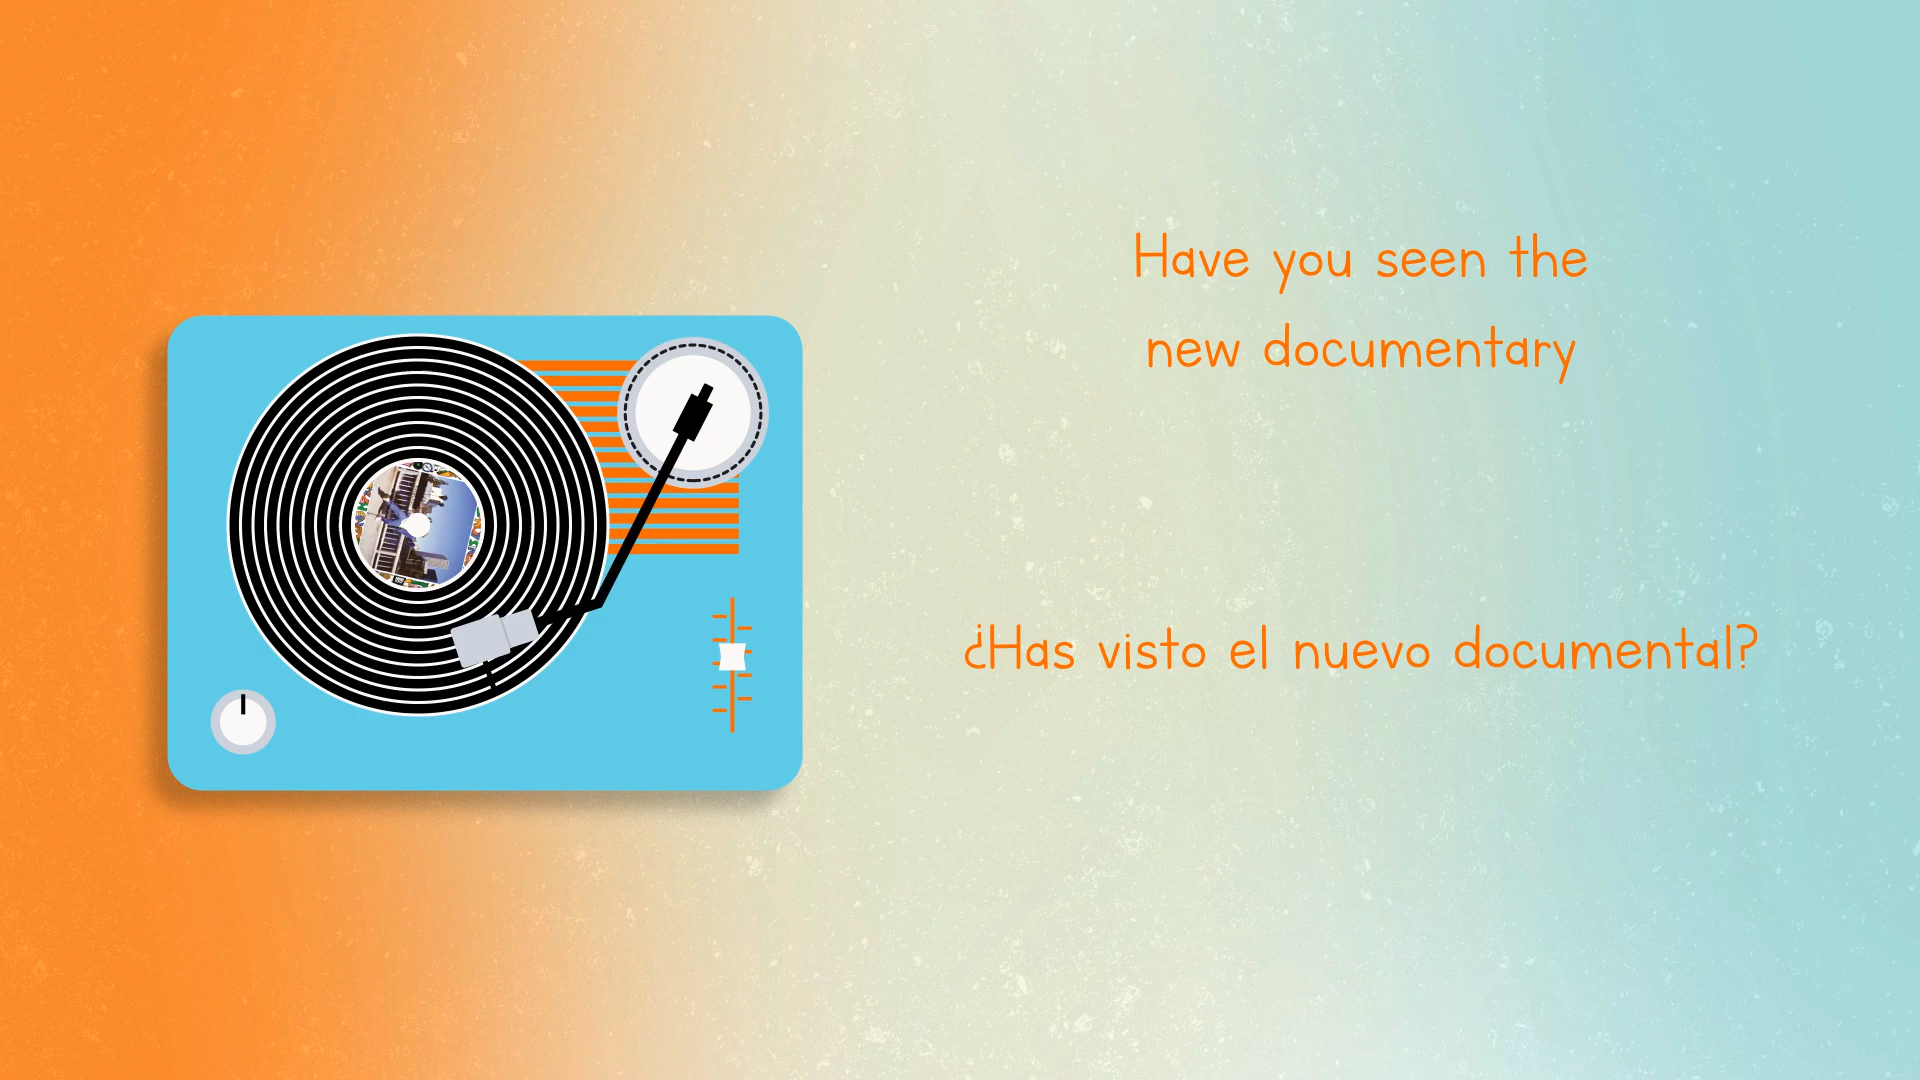 Have you seen the
new documentary
¿Has visto el nuevo documental?